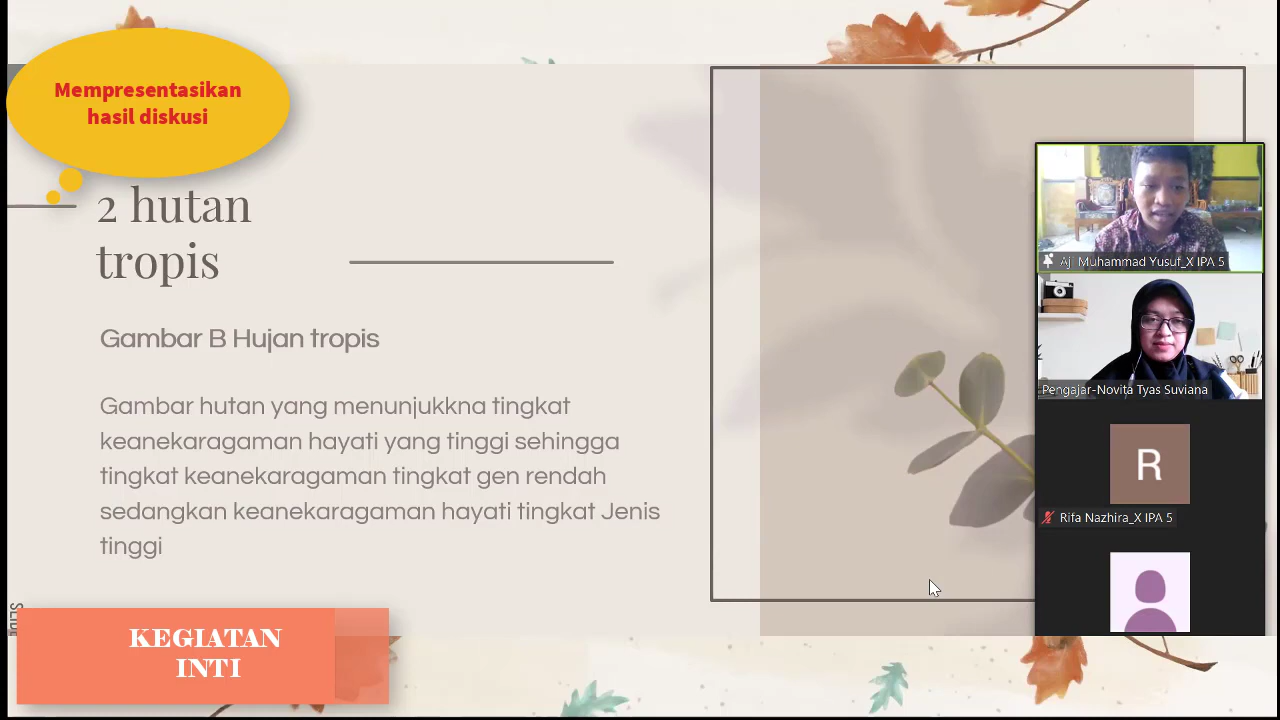 Mempresentasikan
hasil diskusi
2 hutan
tropis
Gambar B Hujan tropis
Gambar hutan yang menunjukkna tingkat
keanekaragaman hayati yang tinggi sehingga
tingkat keanekaragaman tingkat gen rendah
sedangkan keanekaragaman hayati tingkat Jenis
tinggi
KEGIATAN
INTI
Aji Muhammad Yusuf_X IPA 5
Pengajar-Novita Tyas Suviana
R
Rifa Nazhira_X IPA 5